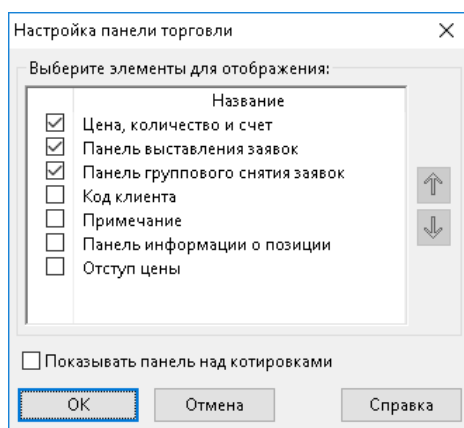 Настройка панели торговли
Выберите элементы для отображения:
Название
Цена, количество и счет
Панель выставления заявок
Панель группового снятия заявок
Код клиента
Примечание
Панель информации о позиции
Отступ цены
Показывать панель над котировками
OK
Отмена
Справка